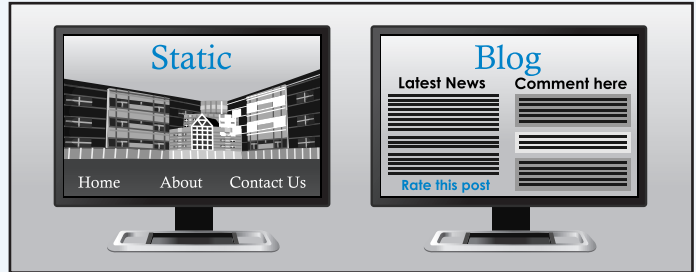 Static
Home About Contact Us
Blog
Latest News
Rate this post
Comment here